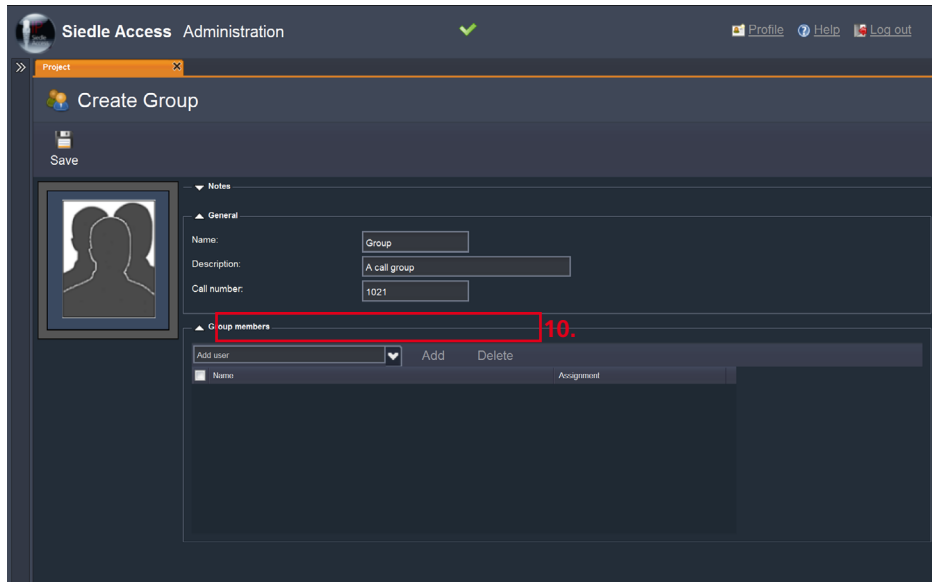 Siedle Access Administration
Profile Help Log out
Project
Create Group
Save
Notes
General
Name: Group
Description: A call group
Call number: 1021
Group members
10.
Add user Add Delete
Name Assignment